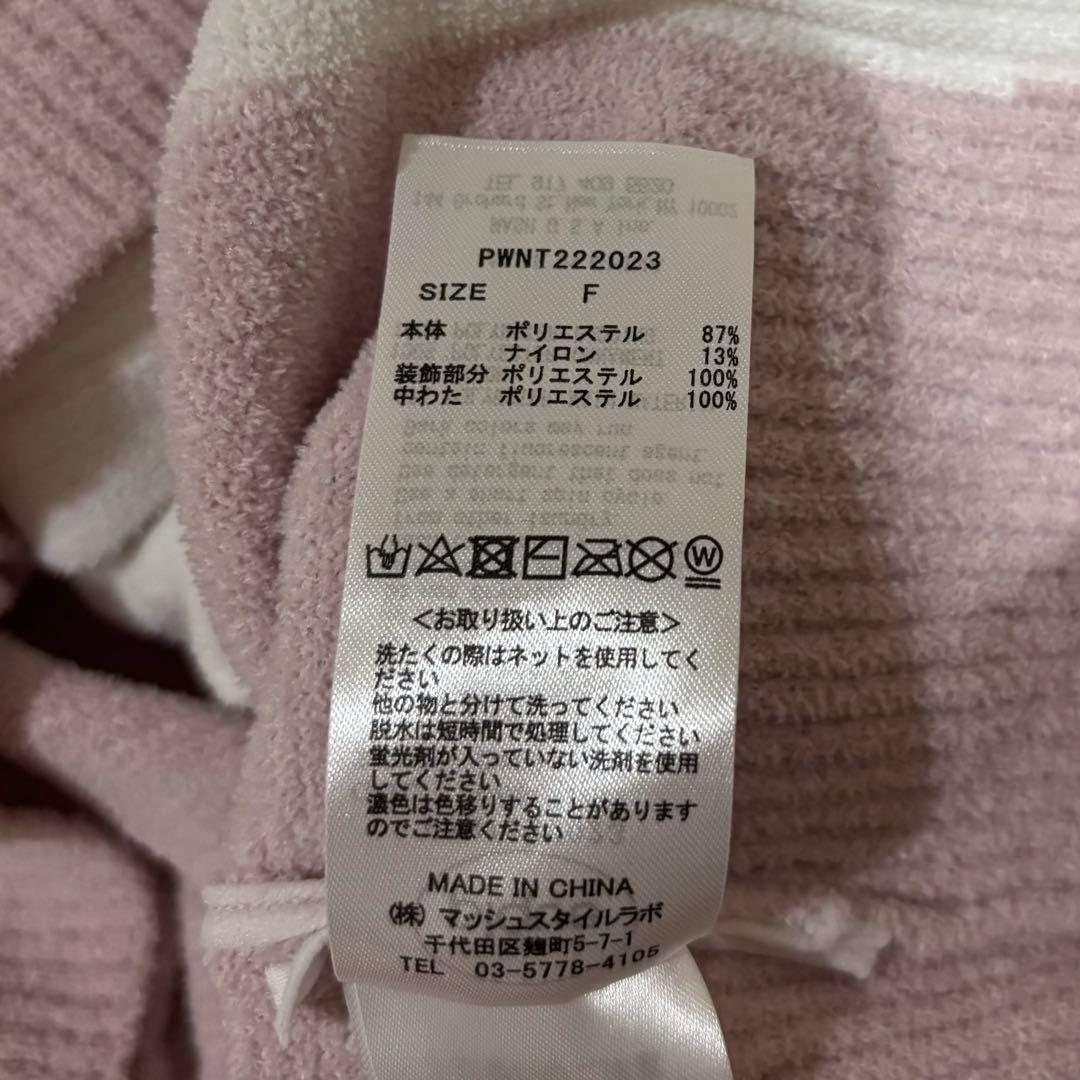 PWNT222023
SIZE F
本体 ポリエステル 87%
ナイロン 13%
装飾部分 ポリエステル 100%
中わた ポリエステル 100%
W
<お取り扱い上のご注意>
洗たくの際はネットを使用してく
ださい
他の物と分けて洗ってください
脱水は短時間で処理してください
蛍光剤が入っていない洗剤を使用
してください
濃色は色移りすることがあります
のでご注意ください
MADE IN CHINA
(株) マッシュスタイルラボ
千代田区麹町5-7-1
TEL 03-5778-4105